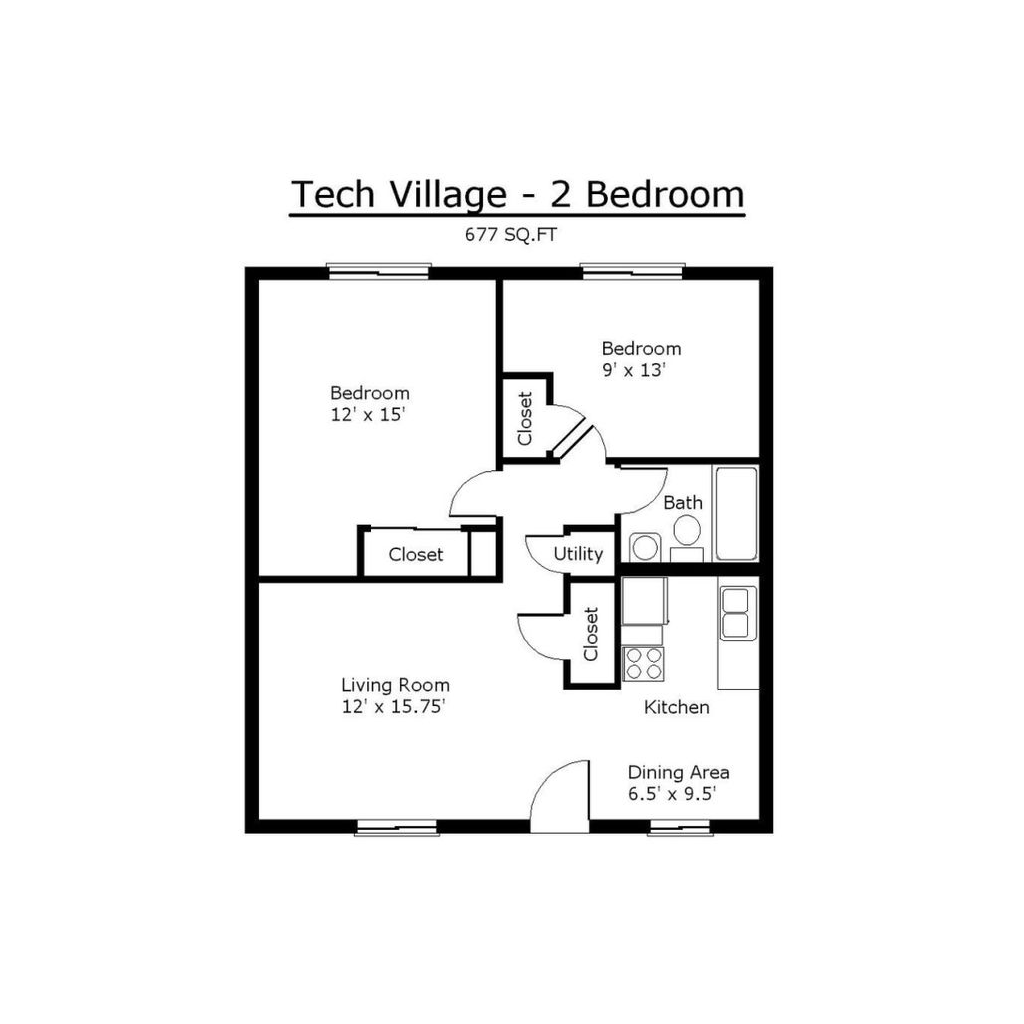 Tech Village - 2 Bedroom
677 SQ.FT
Bedroom
9' x 13'
Bedroom
12' x 15'
Closet
Bath
Closet
Utility
Closet
Living Room
12' x 15.75'
Kitchen
Dining Area
6.5' x 9.5'